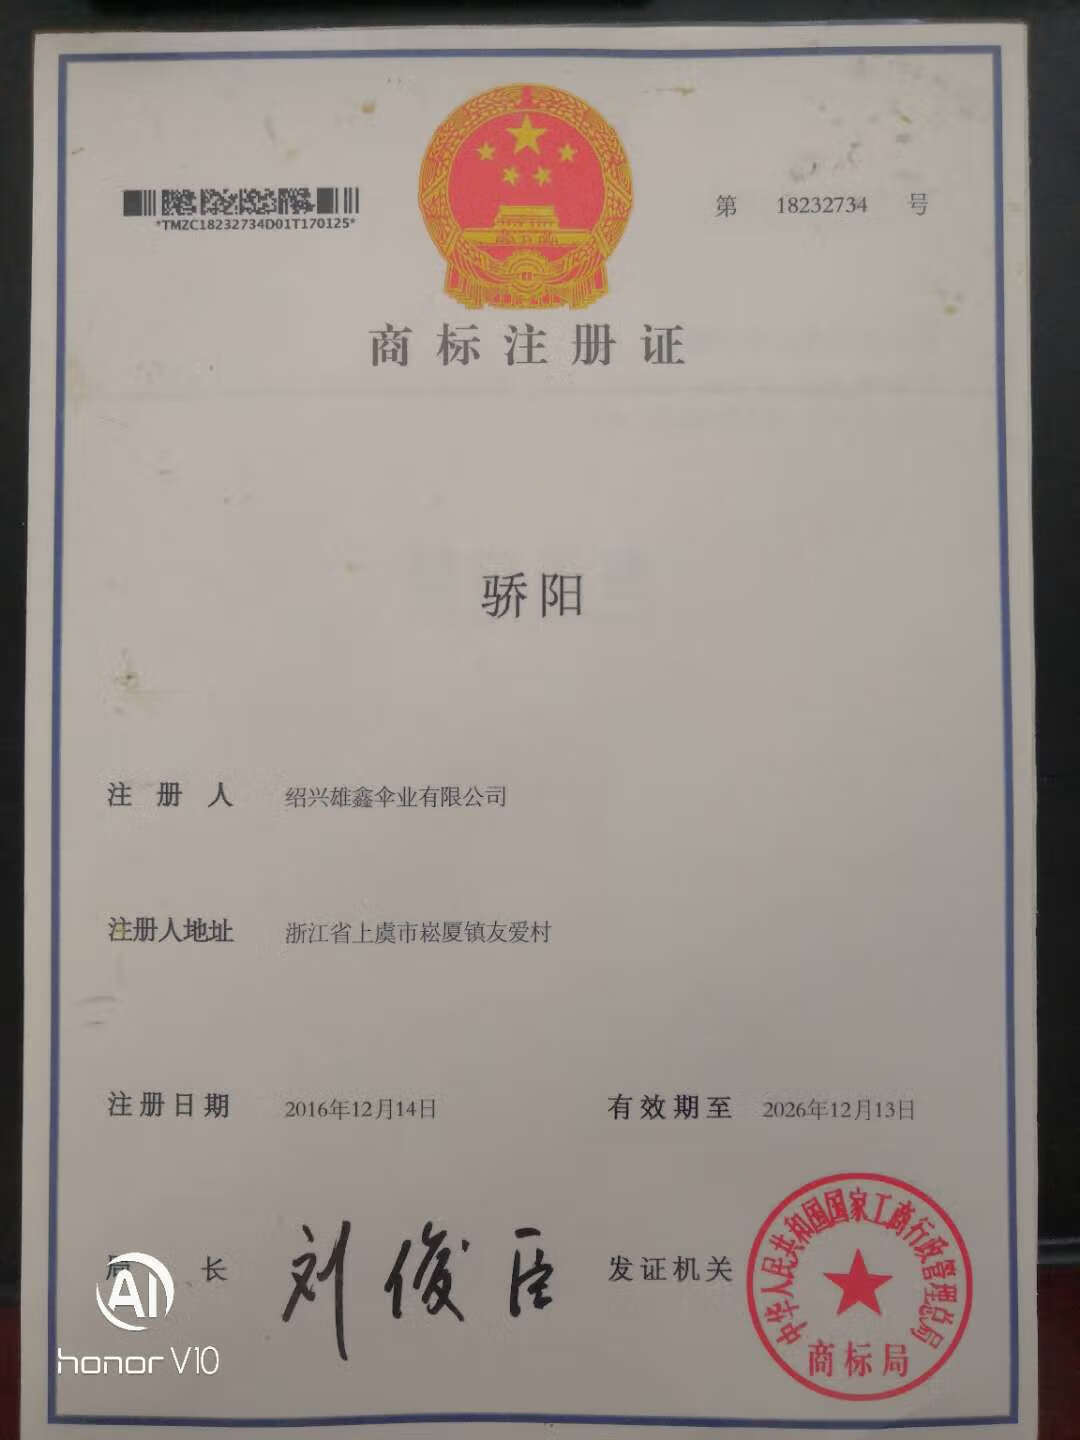 *TMZC18232734D01T170125*
第 18232734 号
商标注册证
骄阳
注册人 绍兴雄鑫伞业有限公司
注册人地址 浙江省上虞市崧厦镇友爱村
注册日期 2016年12月14日 有效期至 2026年12月13日
局长 刘俊臣 发证机关
中华人民共和国国家工商行政管理总局
商标局
AI
honor V10